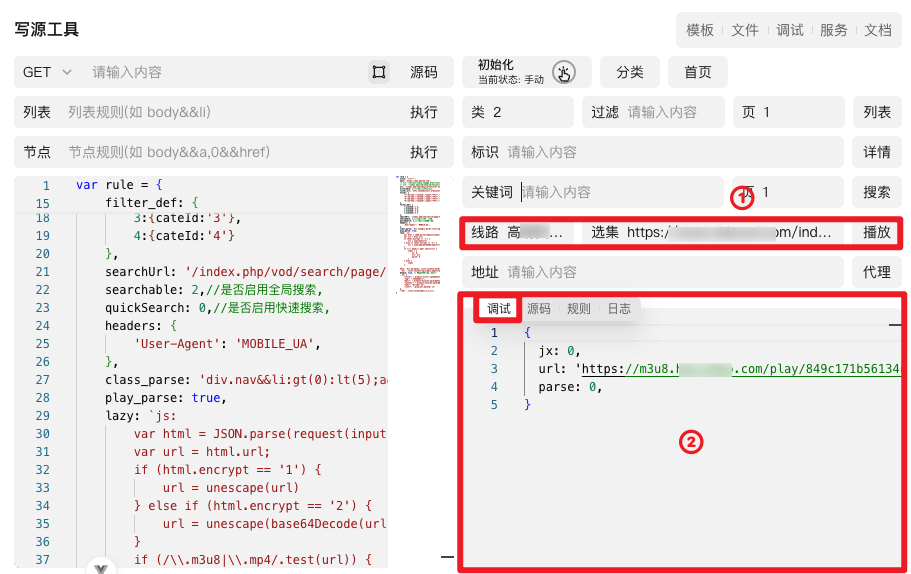 写源工具
模板 文件 调试 服务 文档
GET 请输入内容 源码
初始化
当前状态: 手动
分类 首页
列表 列表规则(如 body&&li) 执行
类 2 过滤 请输入内容 页 1 列表
节点 节点规则(如 body&&a,0&&href) 执行
标识 请输入内容 详情
关键词 请输入内容 页 1 搜索
①
线路 高 ... 选集 https:/ om/ind... 播放
地址 请输入内容 代理
1 var rule = {
15 filter_def: {
18 3:{cateId:'3'},
19 4:{cateId:'4'}
20 },
21 searchUrl: '/index.php/vod/search/page/
22 searchable: 2,//是否启用全局搜索,
23 quickSearch: 0,//是否启用快速搜索,
24 headers: {
25 'User-Agent': 'MOBILE_UA',
26 },
27 class_parse: 'div.nav&&li:gt(0):lt(5);a&
28 play_parse: true,
29 lazy: `js:
30 var html = JSON.parse(request(input
31 var url = html.url;
32 if (html.encrypt == '1') {
33 url = unescape(url)
34 } else if (html.encrypt == '2') {
35 url = unescape(base64Decode(url
36 }
37 if (/\\.m3u8|\\.mp4/.test(url)) {
调试 源码 规则 日志
1 {
2 jx: 0,
3 url: 'https://m3u8.h .com/play/849c171b56134
4 parse: 0,
5 }
②